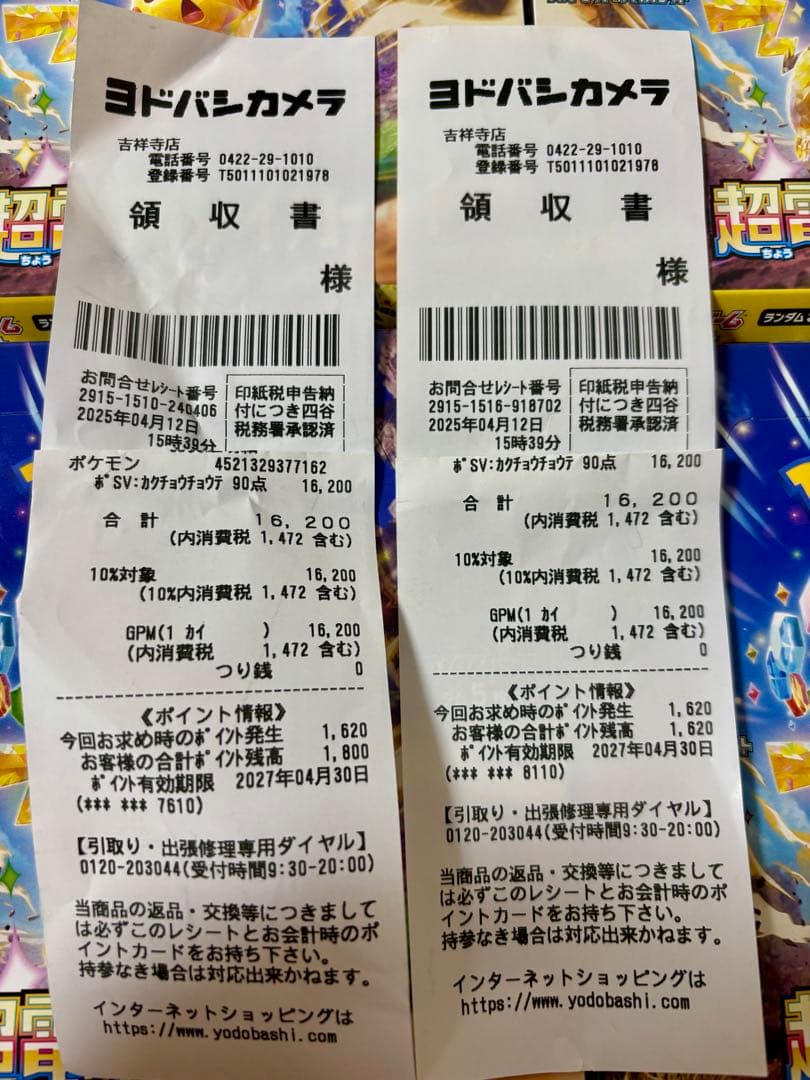 ヨドバシカメラ
吉祥寺店
電話番号 0422-29-1010
登録番号 T5011101021978
領 収 書
様
お問合せﾚｼｰﾄ番号
2915-1510-240406
2025年04月12日
15時39分
印紙税申告納
付につき四谷
税務署承認済
ポケモン 4521329377162
ﾎﾟSV:ｶｸﾁｮｳﾁｮｳﾃﾞ 90点 16,200
合 計 16,200
(内消費税 1,472 含む)
10%対象 16,200
(10%内消費税 1,472 含む)
GPM(1 ｶｲ ) 16,200
(内消費税 1,472 含む)
つり銭 0
《ポイント情報》
今回お求め時のﾎﾟｲﾝﾄ発生 1,620
お客様の合計ﾎﾟｲﾝﾄ残高 1,800
ﾎﾟｲﾝﾄ有効期限 2027年04月30日
(*** *** 7610)
【引取り・出張修理専用ダイヤル】
0120-203044(受付時間9:30-20:00)
当商品の返品・交換等につきまして
は必ずこのレシートとお会計時のポ
イントカードをお持ち下さい。
持参なき場合は対応出来かねます。
インターネットショッピングは
https://www.yodobashi.com
ヨドバシカメラ
吉祥寺店
電話番号 0422-29-1010
登録番号 T5011101021978
領 収 書
様
お問合せﾚｼｰﾄ番号
2915-1516-918702
2025年04月12日
15時39分
印紙税申告納
付につき四谷
税務署承認済
ﾎﾟSV:ｶｸﾁｮｳﾁｮｳﾃﾞ 90点 16,200
合 計 16,200
(内消費税 1,472 含む)
10%対象 16,200
(10%内消費税 1,472 含む)
GPM(1 ｶｲ ) 16,200
(内消費税 1,472 含む)
つり銭 0
《ポイント情報》
今回お求め時のﾎﾟｲﾝﾄ発生 1,620
お客様の合計ﾎﾟｲﾝﾄ残高 1,620
ﾎﾟｲﾝﾄ有効期限 2027年04月30日
(*** *** 8110)
【引取り・出張修理専用ダイヤル】
0120-203044(受付時間9:30-20:00)
当商品の返品・交換等につきまして
は必ずこのレシートとお会計時のポ
イントカードをお持ち下さい。
持参なき場合は対応出来かねます。
インターネットショッピングは
https://www.yodobashi.com
超電
ちょう
超電
ちょう
ランダム